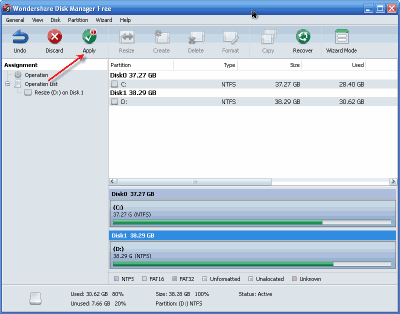 Wondershare Disk Manager Free
General View Disk Partition Wizard Help
Undo Discard Apply Resize Create Delete Format Copy Recover Wizard Mode
Assignment
Operation
Operation List
Resize (D:) on Disk 1
Partition Type Size Used
Disk0 37.27 GB
C: NTFS 37.27 GB 28.40 GB
Disk1 38.29 GB
D: NTFS 38.29 GB 30.62 GB
Disk0 37.27 GB
(C:)
37.27 G (NTFS)
Disk1 38.29 GB
(D:)
38.29 G (NTFS)
NTFS FAT16 FAT32 Unformatted Unalocated Unknown
Used: 30.62 GB 80% Size: 38.28 GB 100% Status: Active
Unused: 7.66 GB 20% Partition: (D:) NTFS